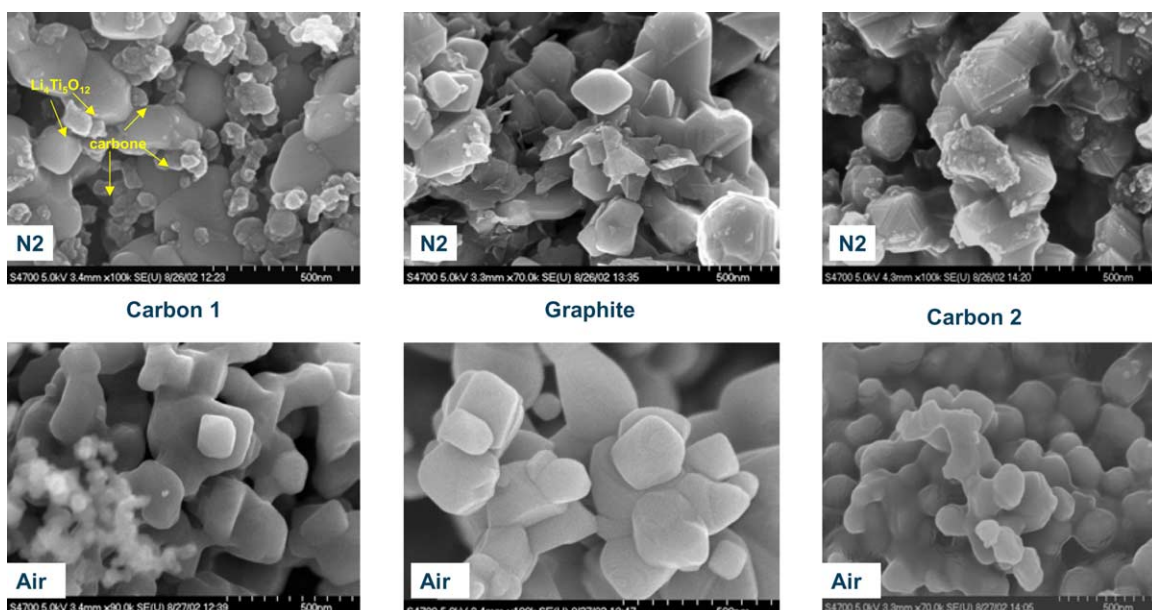 Li₄Ti₅O₁₂
carbone
N2
S4700 5.0kV 3.4mm x100k SE(U) 8/26/02 12:23 500nm
N2
S4700 5.0kV 3.3mm x70.0k SE(U) 8/26/02 13:35 500nm
N2
S4700 5.0kV 4.3mm x100k SE(U) 8/26/02 14:20 500nm
Carbon 1
Graphite
Carbon 2
Air
S4700 5.0kV 3.4mm x90.0k SE(U) 8/27/02 12:39 500nm
Air
Air
S4700 5.0kV 3.3mm x70.0k SE(U) 8/27/02 14:05 500nm